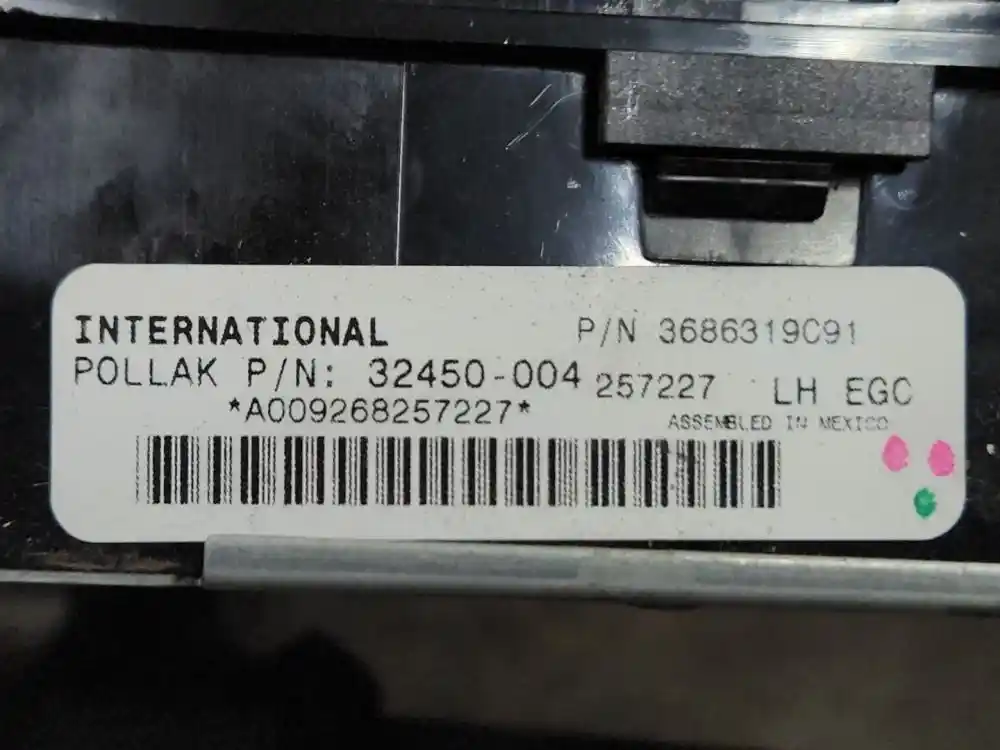 INTERNATIONAL P/N 3686319C91
POLLAK P/N: 32450-004 257227 LH EGC
*A009268257227* ASSEMBLED IN MEXICO